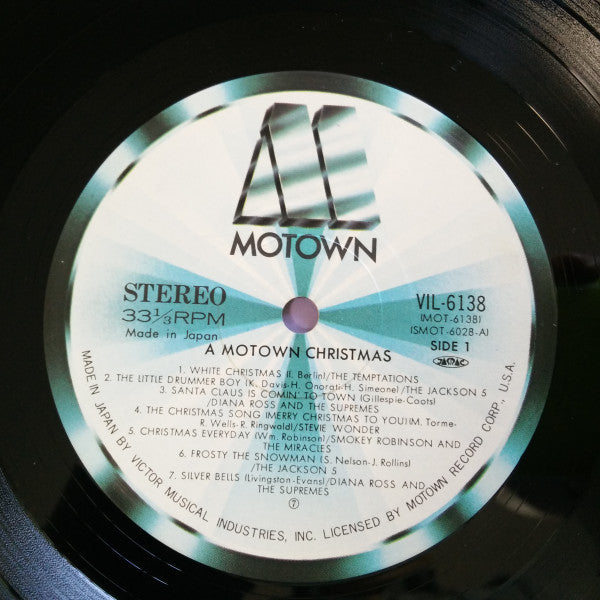 MOTOWN
STEREO
33⅓RPM
Made in Japan
VIL-6138
(MOT-6138)
(SMOT-6028-A)
SIDE 1
JASRAC
A MOTOWN CHRISTMAS
1. WHITE CHRISTMAS (I. Berlin)/THE TEMPTATIONS
2. THE LITTLE DRUMMER BOY (K. Davis-H. Onorati-H. Simeone)/THE JACKSON 5
3. SANTA CLAUS IS COMIN' TO TOWN (Gillespie-Coots)
/DIANA ROSS AND THE SUPREMES
4. THE CHRISTMAS SONG (MERRY CHRISTMAS TO YOU)(M. Torme-
R. Wells-R. Ringwald)/STEVIE WONDER
5. CHRISTMAS EVERYDAY (Wm. Robinson)/SMOKEY ROBINSON AND
THE MIRACLES
6. FROSTY THE SNOWMAN (S. Nelson-J. Rollins)
/THE JACKSON 5
7. SILVER BELLS (Livingston-Evans)/DIANA ROSS AND
THE SUPREMES
⑦
MADE IN JAPAN BY VICTOR MUSICAL INDUSTRIES, INC. LICENSED BY MOTOWN RECORD CORP., U.S.A.